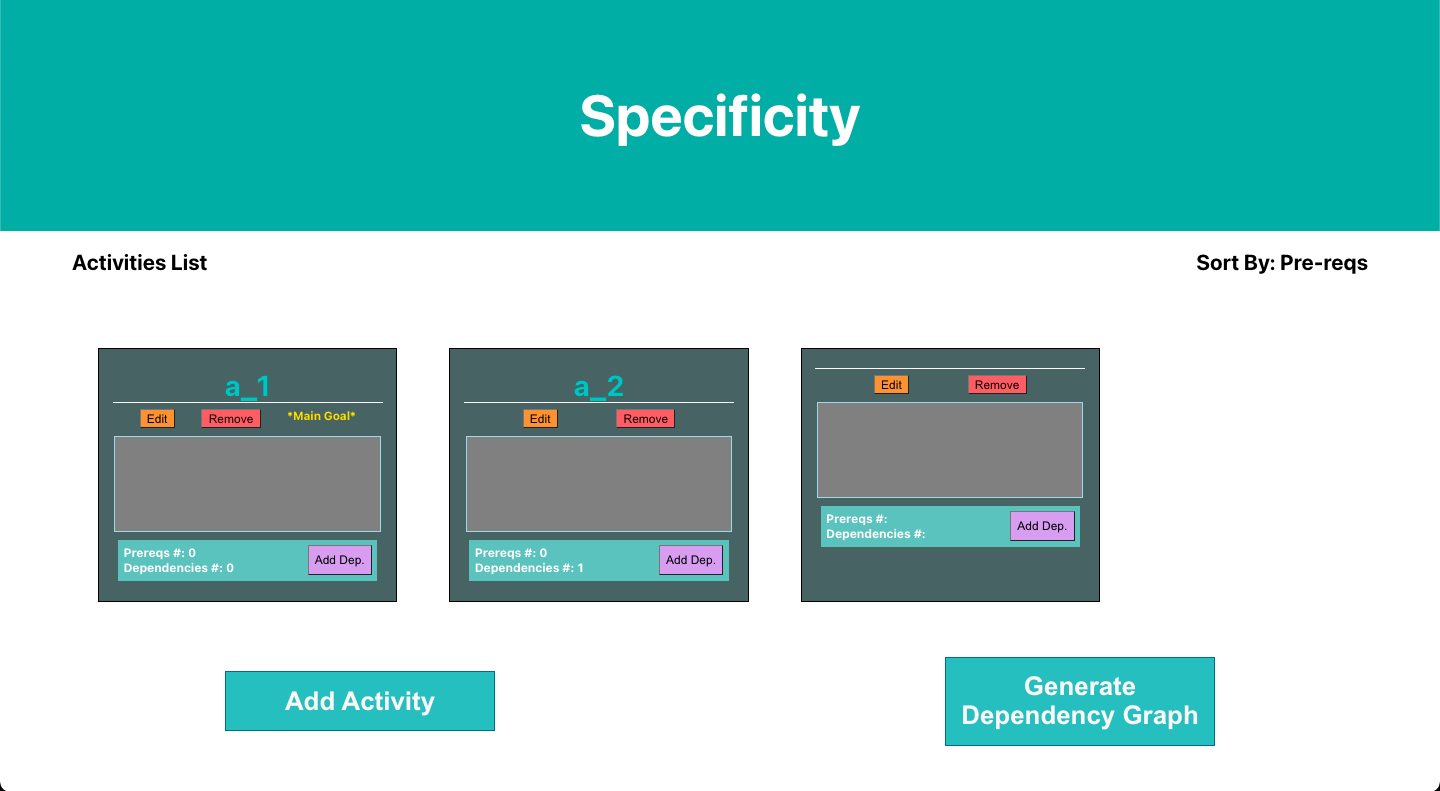 Specificity
Activities List
Sort By: Pre-reqs
a_1
Edit
Remove
*Main Goal*
Prereqs #: 0
Dependencies #: 0
Add Dep.
a_2
Edit
Remove
Prereqs #: 0
Dependencies #: 1
Add Dep.
Edit
Remove
Prereqs #:
Dependencies #:
Add Dep.
Add Activity
Generate
Dependency Graph